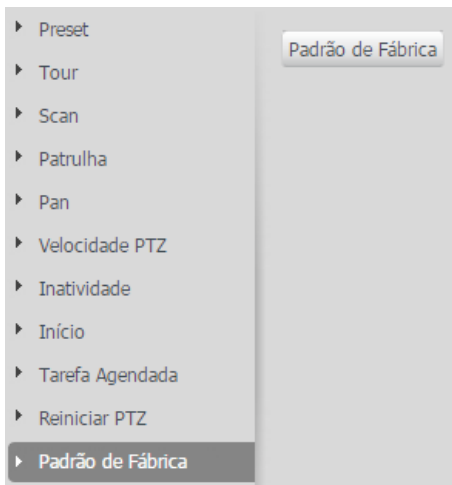 Preset
Tour
Scan
Patrulha
Pan
Velocidade PTZ
Inatividade
Início
Tarefa Agendada
Reiniciar PTZ
Padrão de Fábrica
Padrão de Fábrica